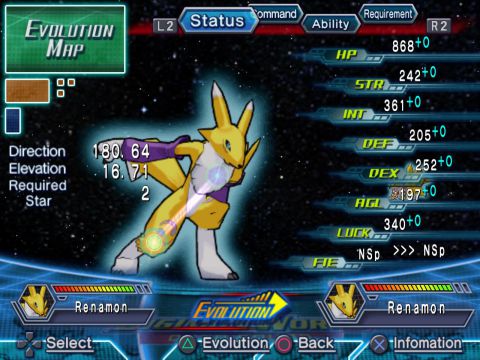 EVOLUTION MAP
L2 Status Command Ability Requirement R2
HP 868+0
STR 242+0
INT 361+0
DEF 205+0
DEX 252+0
AGL 197+0
LUCK 340+0
FIE NSp >>> NSp
Direction 180.64
Elevation 16.71
Required Star 2
Renamon
EVOLUTION
Renamon
Select
Evolution
Back
Infomation